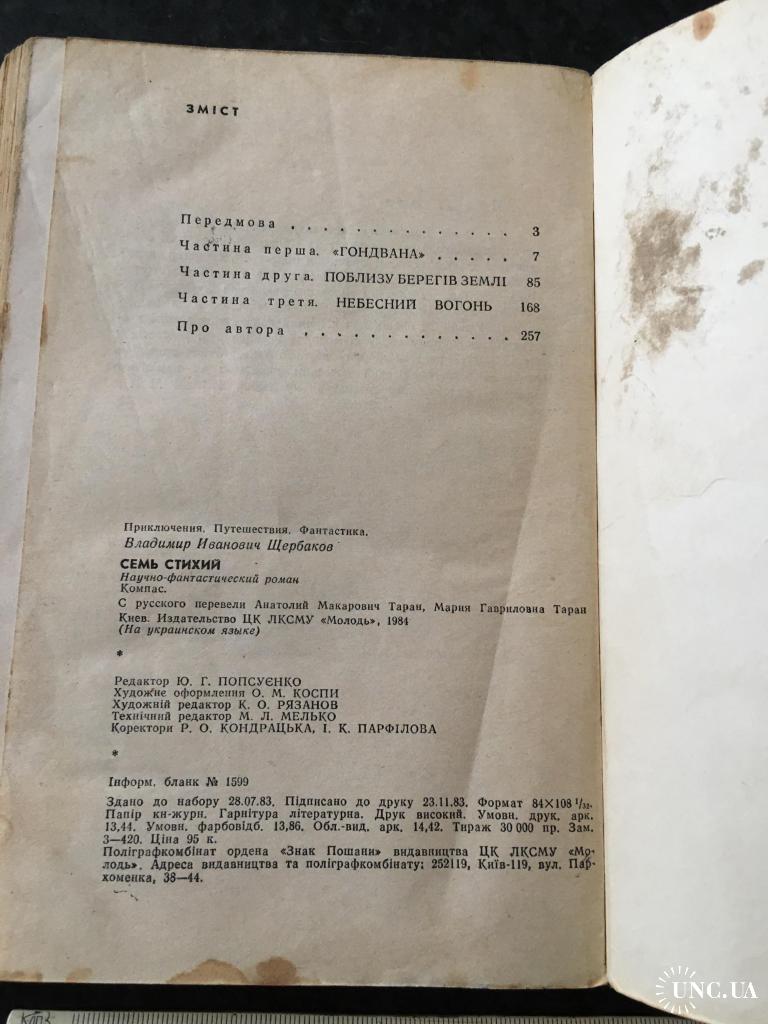 ЗМІСТ
Передмова . . . . . . . . . . . . . 3
Частина перша. «ГОНДВАНА» . . . . . 7
Частина друга. ПОБЛИЗУ БЕРЕГІВ ЗЕМЛІ 85
Частина третя. НЕБЕСНИЙ ВОГОНЬ 168
Про автора . . . . . . . . . . . . . 257
Приключения. Путешествия. Фантастика.
Владимир Иванович Щербаков
СЕМЬ СТИХИЙ
Научно-фантастический роман
Компас.
С русского перевели Анатолий Макарович Таран, Мария Гавриловна Таран
Киев. Издательство ЦК ЛКСМУ «Молодь», 1984
(На украинском языке)
*
Редактор Ю. Г. ПОПСУЄНКО
Художнє оформлення О. М. КОСПИ
Художній редактор К. О. РЯЗАНОВ
Технічний редактор М. Л. МЕЛЬКО
Коректори Р. О. КОНДРАЦЬКА, І. К. ПАРФІЛОВА
*
Інформ. бланк № 1599
Здано до набору 28.07.83. Підписано до друку 23.11.83. Формат 84×108 1/32.
Папір кн-журн. Гарнітура літературна. Друк високий. Умовн. друк. арк.
13,44. Умовн. фарбовідб. 13,86. Обл.-вид. арк. 14,42. Тираж 30 000 пр. Зам.
3—420. Ціна 95 к.
Поліграфкомбінат ордена «Знак Пошани» видавництва ЦК ЛКСМУ «Мо-
лодь». Адреса видавництва та поліграфкомбінату: 252119, Київ-119, вул. Пар-
хоменка, 38—44.
UNC.UA